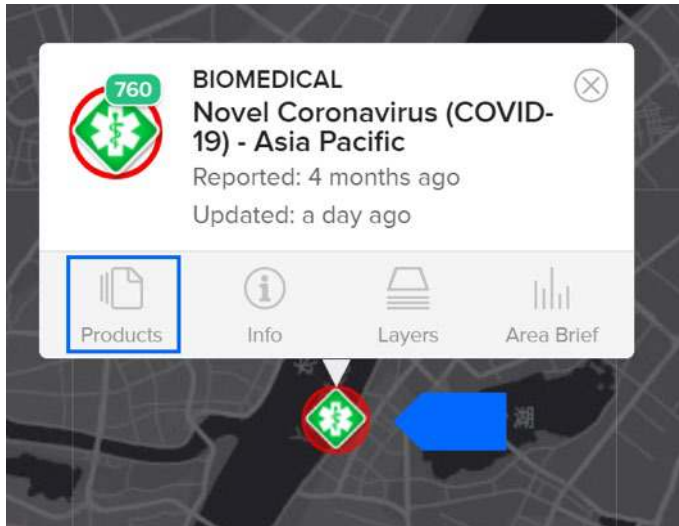 760
BIOMEDICAL
Novel Coronavirus (COVID-
19) - Asia Pacific
Reported: 4 months ago
Updated: a day ago
Products Info Layers Area Brief
湖